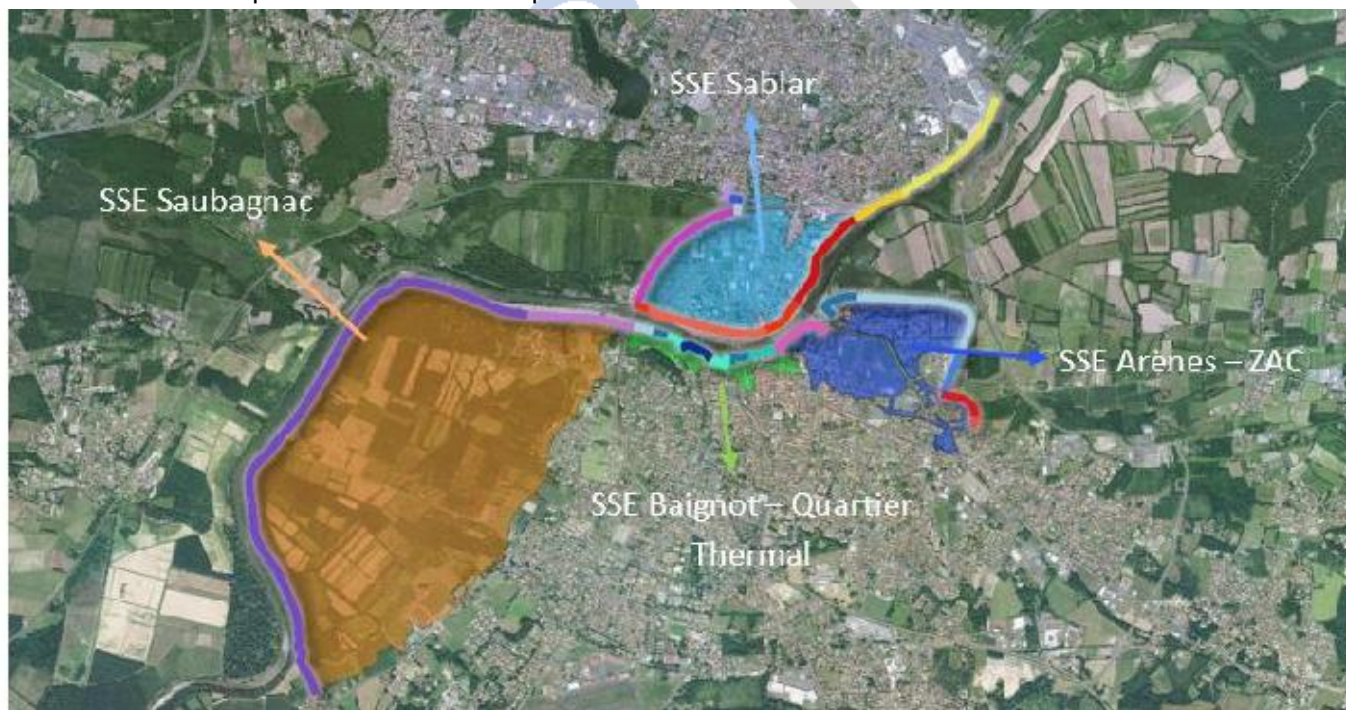 SSE Sablar
SSE Saubagnac
SSE Arènes – ZAC
SSE Baignot – Quartier
Thermal